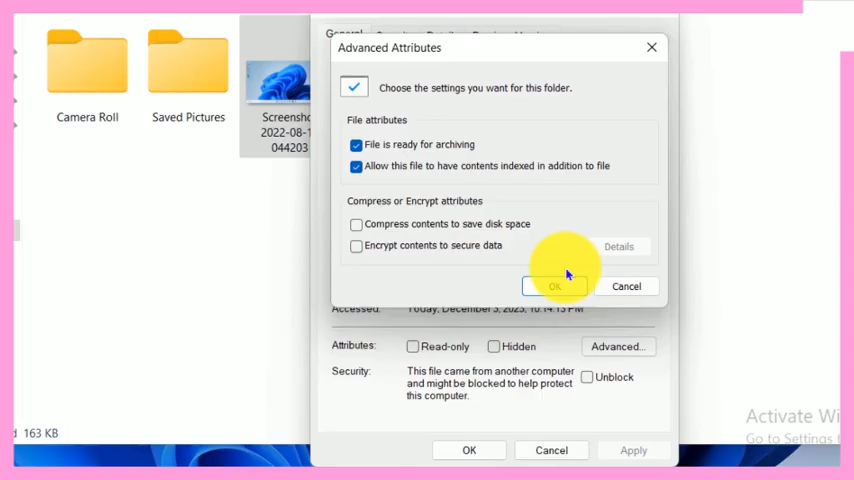 General
Advanced Attributes
Choose the settings you want for this folder.
File attributes
File is ready for archiving
Allow this file to have contents indexed in addition to file
Compress or Encrypt attributes
Compress contents to save disk space
Encrypt contents to secure data
Details
OK
Cancel
Camera Roll
Saved Pictures
Screensho
2022-08-1
044203
Accessed:
Today, December 3, 2023, 10:14:13 PM
Attributes:
Read-only
Hidden
Advanced...
Security:
This file came from another computer
and might be blocked to help protect
this computer.
Unblock
163 KB
OK
Cancel
Apply
Activate Wi
Go to Settings